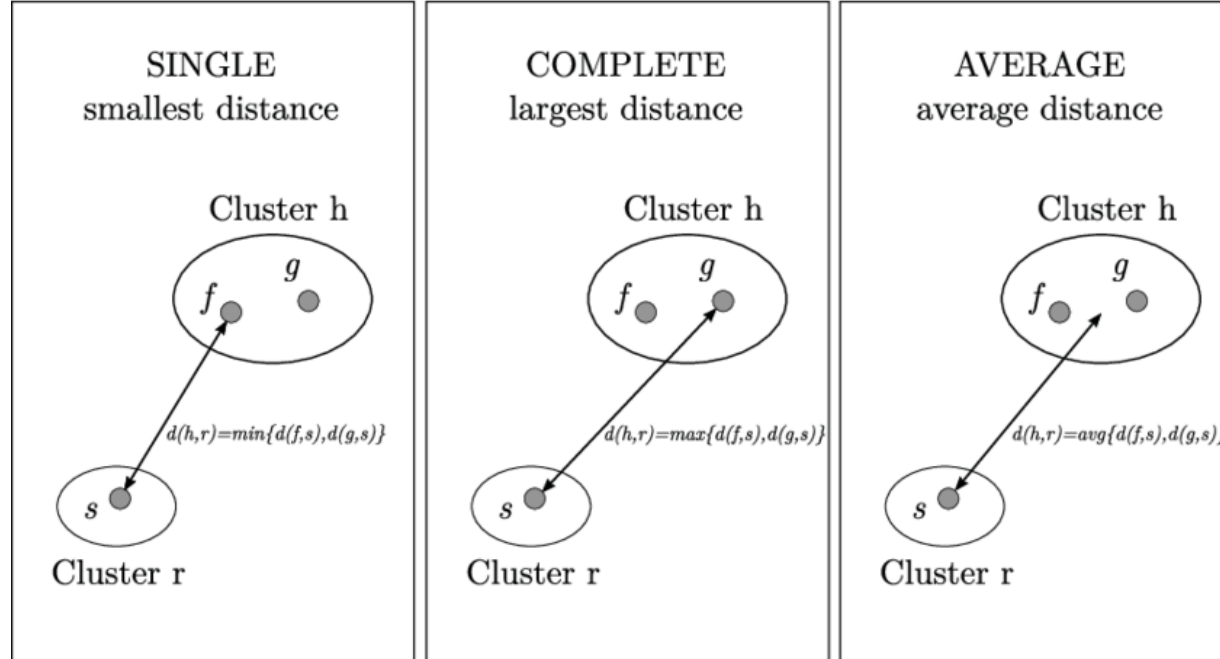 SINGLE
smallest distance
Cluster h
g
f
d(h,r)=min{d(f,s),d(g,s)}
s
Cluster r
COMPLETE
largest distance
Cluster h
g
f
d(h,r)=max{d(f,s),d(g,s)}
s
Cluster r
AVERAGE
average distance
Cluster h
g
f
d(h,r)=avg{d(f,s),d(g,s)
s
Cluster r